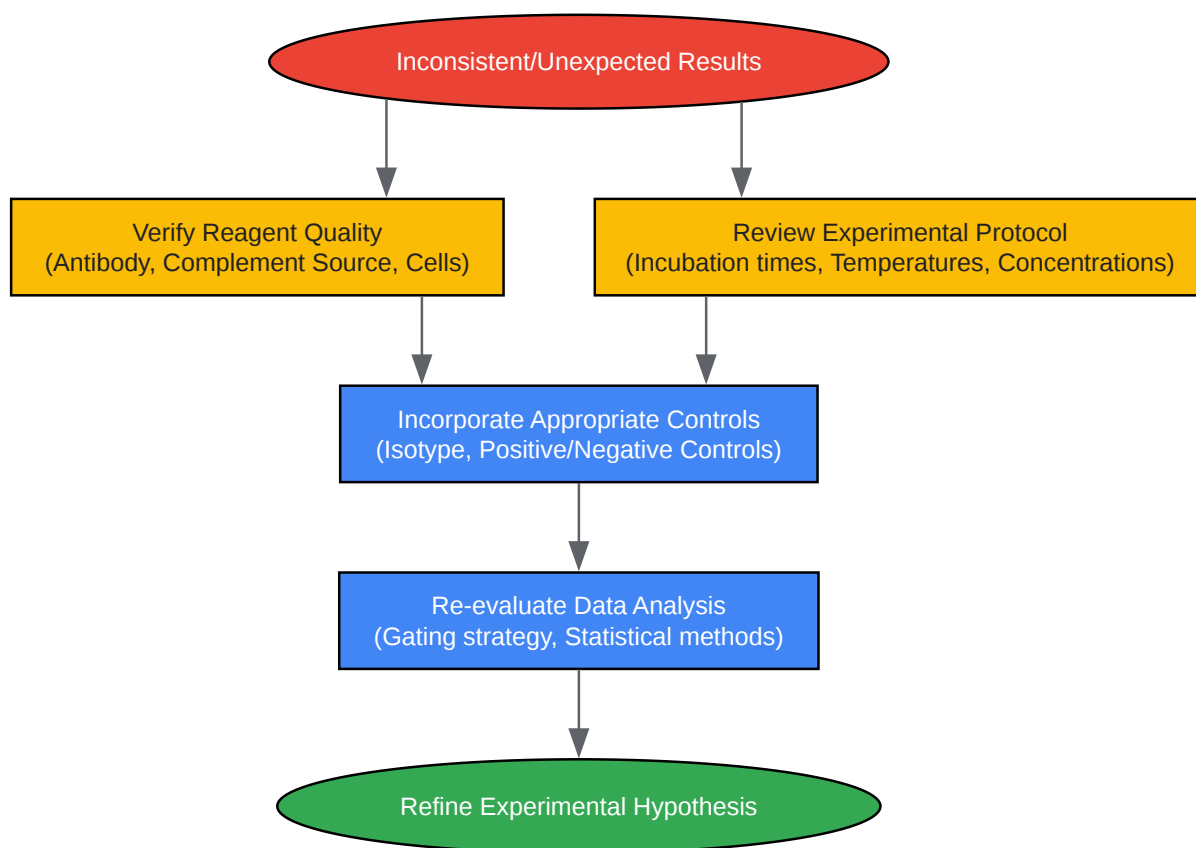 Inconsistent/Unexpected Results
Verify Reagent Quality
(Antibody, Complement Source, Cells)
Review Experimental Protocol
(Incubation times, Temperatures, Concentrations)
Incorporate Appropriate Controls
(Isotype, Positive/Negative Controls)
Re-evaluate Data Analysis
(Gating strategy, Statistical methods)
Refine Experimental Hypothesis